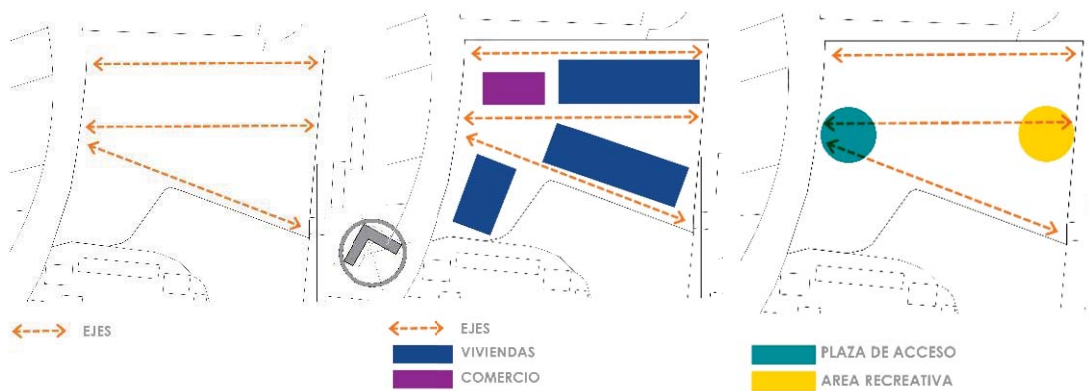 EJES
EJES
VIVIENDAS
COMERCIO
PLAZA DE ACCESO
AREA RECREATIVA